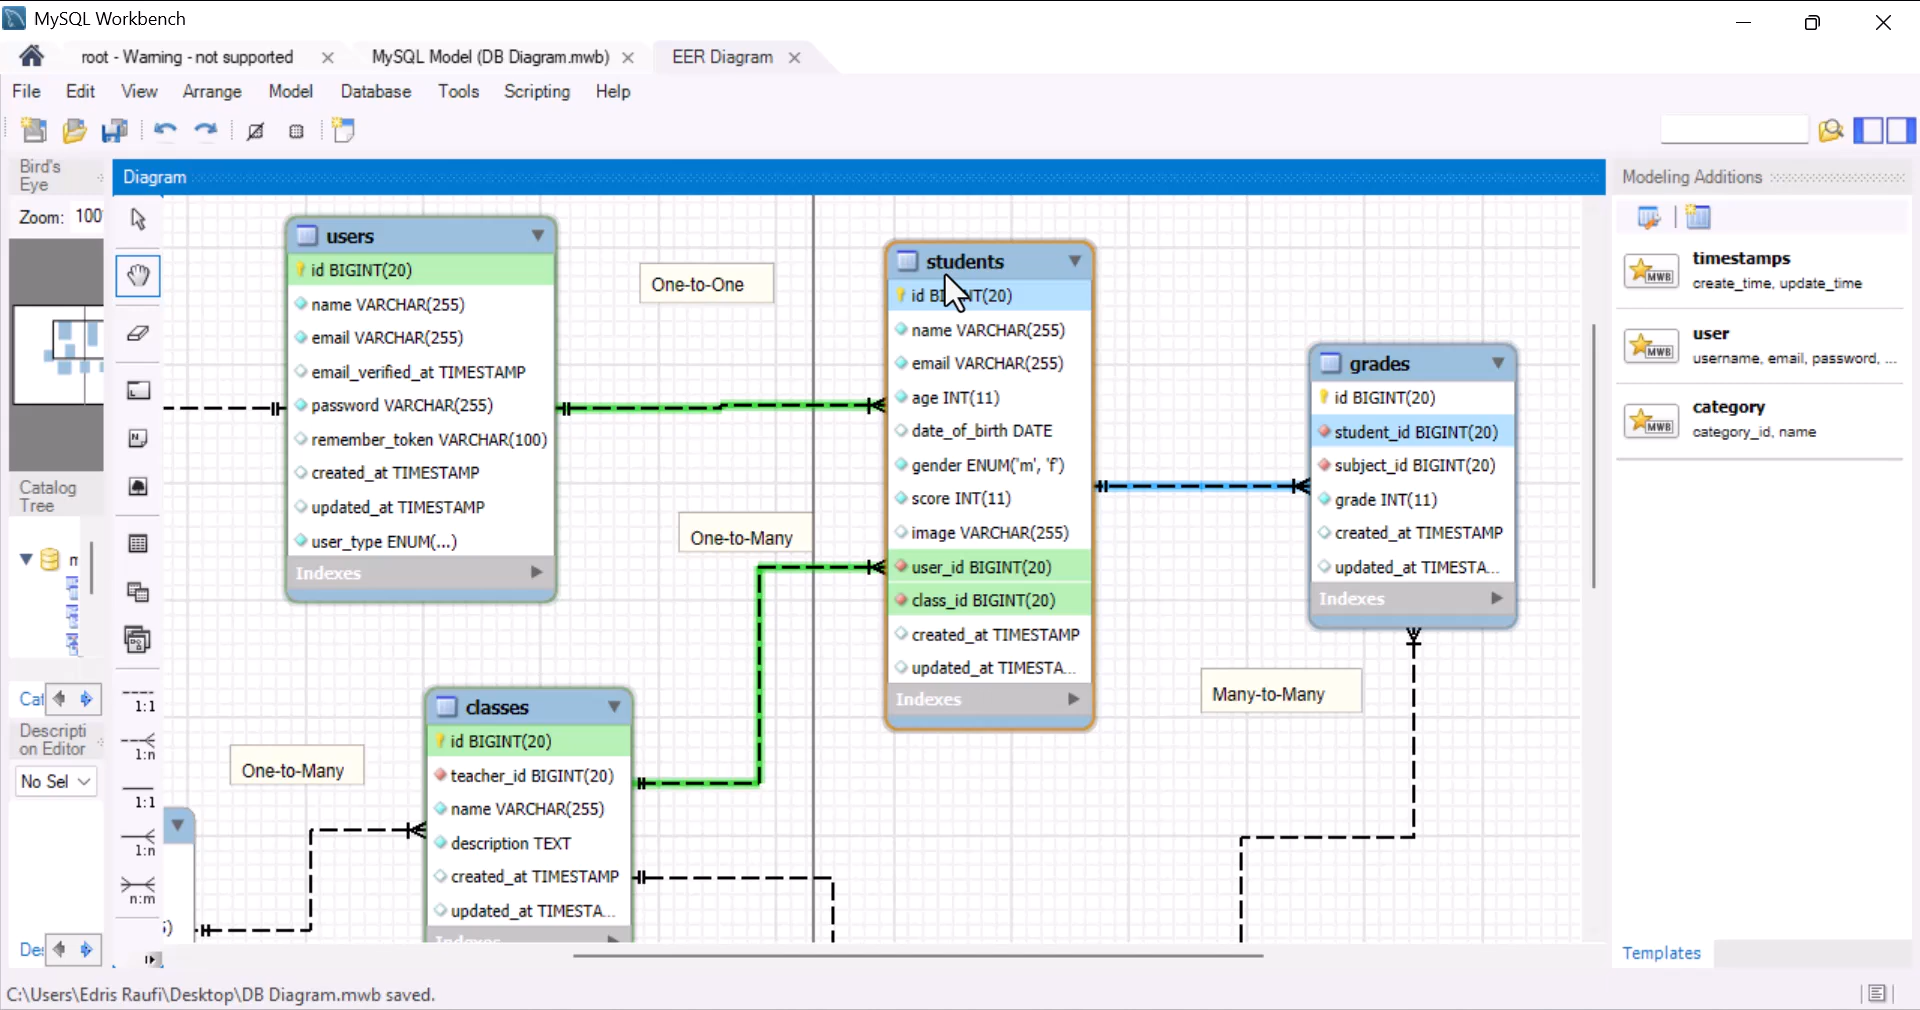 MySQL Workbench
root - Warning - not supported
MySQL Model (DB Diagram.mwb)
EER Diagram
File Edit View Arrange Model Database Tools Scripting Help
Bird's
Eye
Zoom: 100
Catalog
Tree
Descripti
on Editor
No Sel
Diagram
1:1
1:n
1:1
1:n
n:m
users
id BIGINT(20)
name VARCHAR(255)
email VARCHAR(255)
email_verified_at TIMESTAMP
password VARCHAR(255)
remember_token VARCHAR(100)
created_at TIMESTAMP
updated_at TIMESTAMP
user_type ENUM(...)
Indexes
One-to-One
One-to-Many
students
id
name VARCHAR(255)
email VARCHAR(255)
age INT(11)
date_of_birth DATE
gender ENUM('m', 'f')
score INT(11)
image VARCHAR(255)
user_id BIGINT(20)
class_id BIGINT(20)
created_at TIMESTAMP
updated_at TIMESTA...
Indexes
grades
id BIGINT(20)
student_id BIGINT(20)
subject_id BIGINT(20)
grade INT(11)
created_at TIMESTAMP
updated_at TIMESTA...
Indexes
Many-to-Many
One-to-Many
classes
id BIGINT(20)
teacher_id BIGINT(20)
name VARCHAR(255)
description TEXT
created_at TIMESTAMP
updated_at TIMESTA...
Modeling Additions
MWB
timestamps
create_time, update_time
MWB
user
username, email, password, ...
MWB
category
category_id, name
Templates
C:\Users\Edris Raufi\Desktop\DB Diagram.mwb saved.